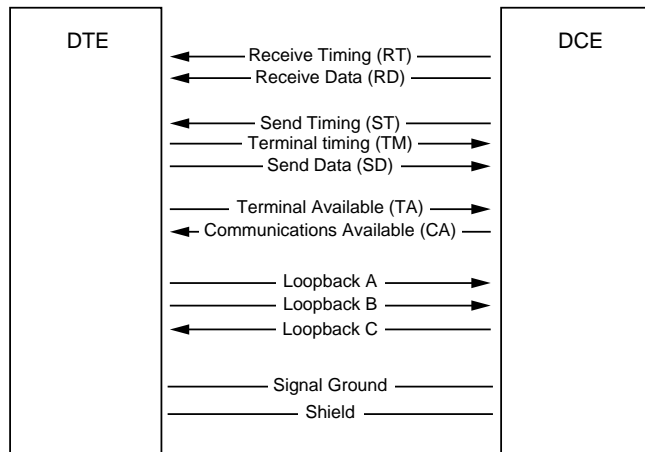 DTE
DCE
Receive Timing (RT)
Receive Data (RD)
Send Timing (ST)
Terminal timing (TM)
Send Data (SD)
Terminal Available (TA)
Communications Available (CA)
Loopback A
Loopback B
Loopback C
Signal Ground
Shield